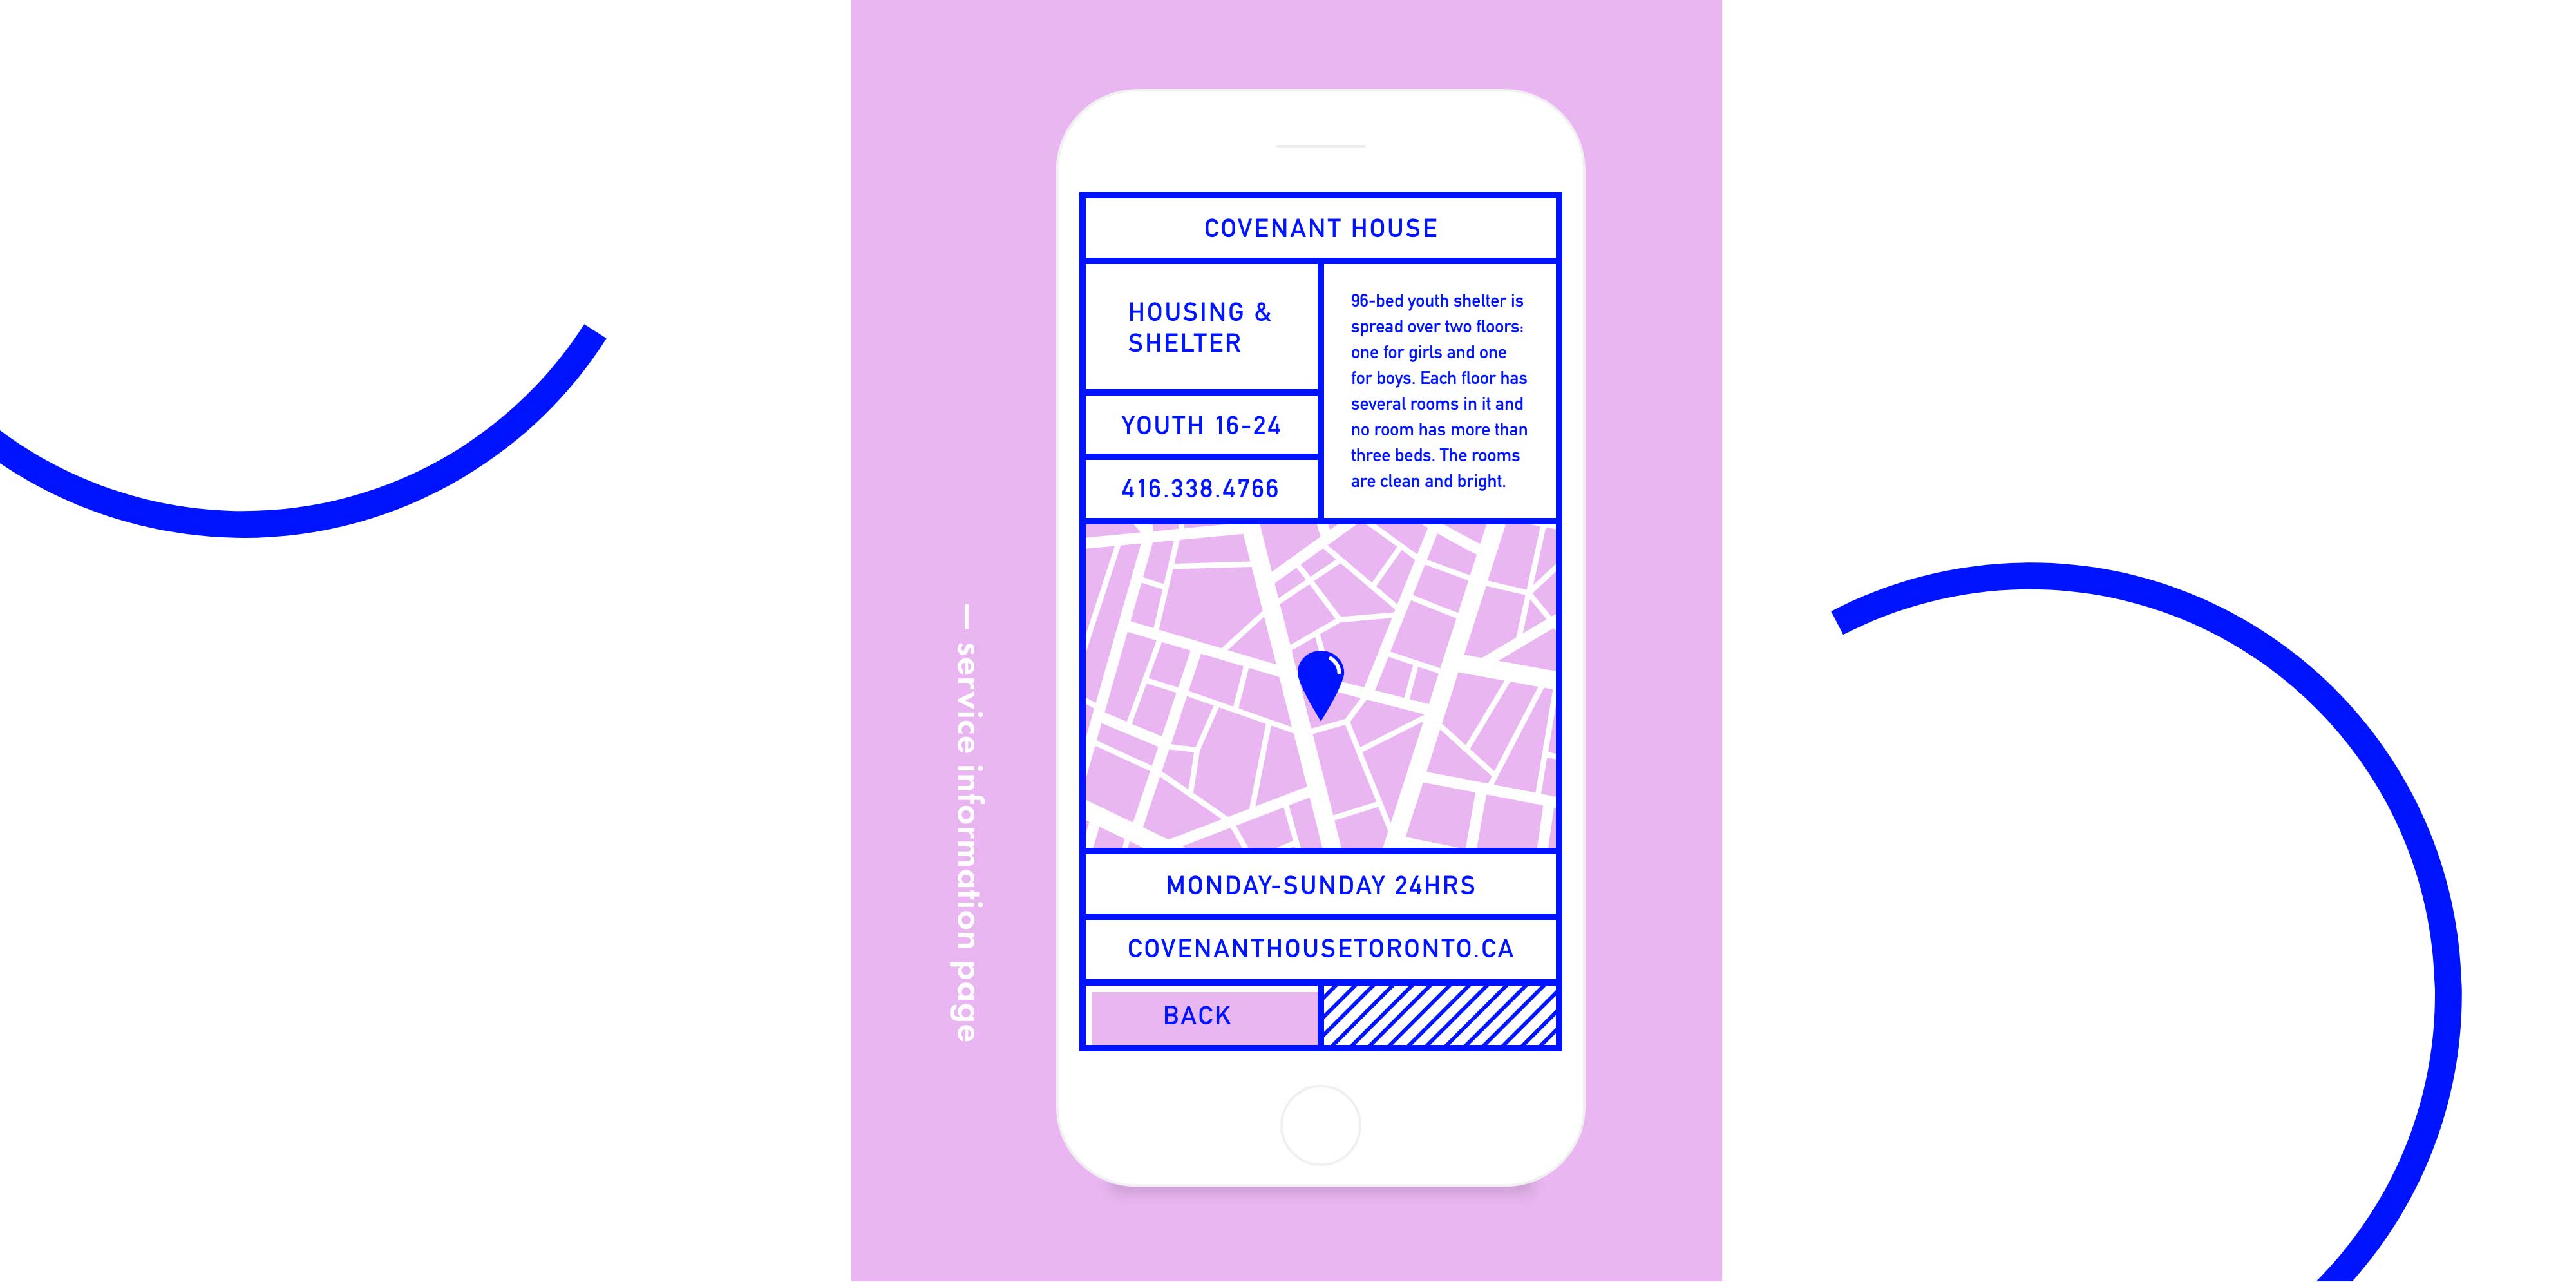 COVENANT HOUSE
HOUSING &
SHELTER
YOUTH 16-24
416.338.4766
96-bed youth shelter is
spread over two floors:
one for girls and one
for boys. Each floor has
several rooms in it and
no room has more than
three beds. The rooms
are clean and bright.
MONDAY-SUNDAY 24HRS
COVENANTHOUSETORONTO.CA
BACK
— service information page